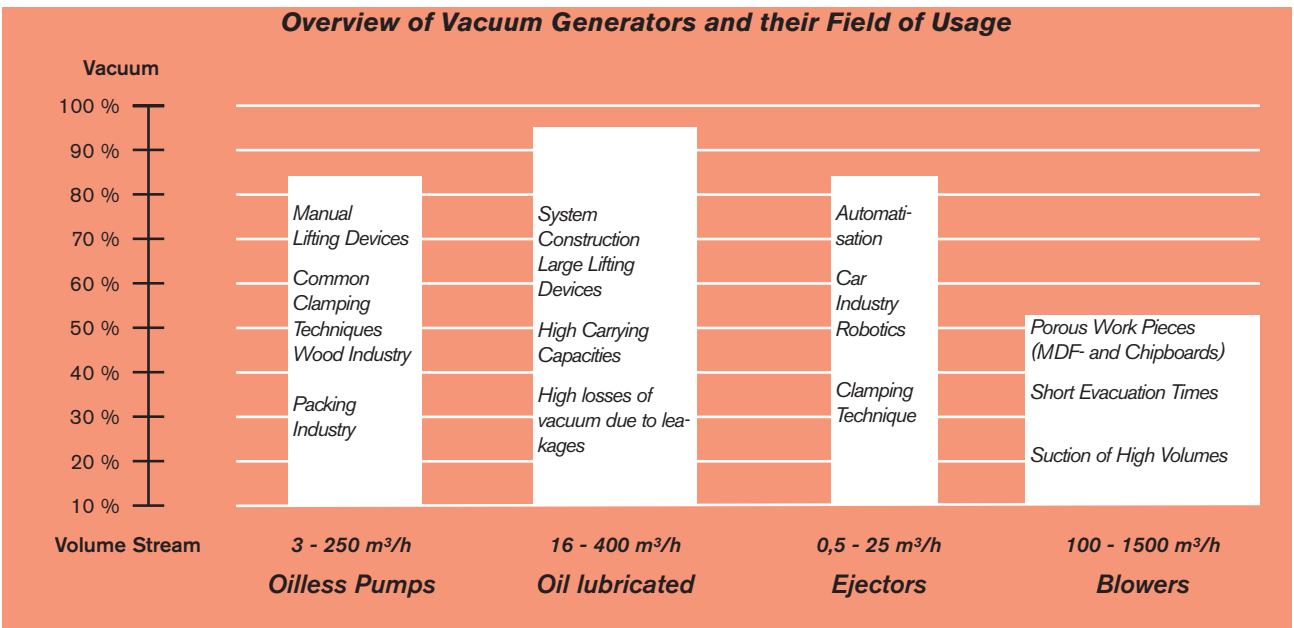 Overview of Vacuum Generators and their Field of Usage
Vacuum
100 %
90 %
80 %
70 %
60 %
50 %
40 %
30 %
20 %
10 %
Manual
Lifting Devices
Common
Clamping
Techniques
Wood Industry
Packing
Industry
System
Construction
Large Lifting
Devices
High Carrying
Capacities
High losses of
vacuum due to lea-
kages
Automati-
sation
Car
Industry
Robotics
Clamping
Technique
Porous Work Pieces
(MDF- and Chipboards)
Short Evacuation Times
Suction of High Volumes
Volume Stream
3 - 250 m³/h
16 - 400 m³/h
0,5 - 25 m³/h
100 - 1500 m³/h
Oilless Pumps
Oil lubricated
Ejectors
Blowers